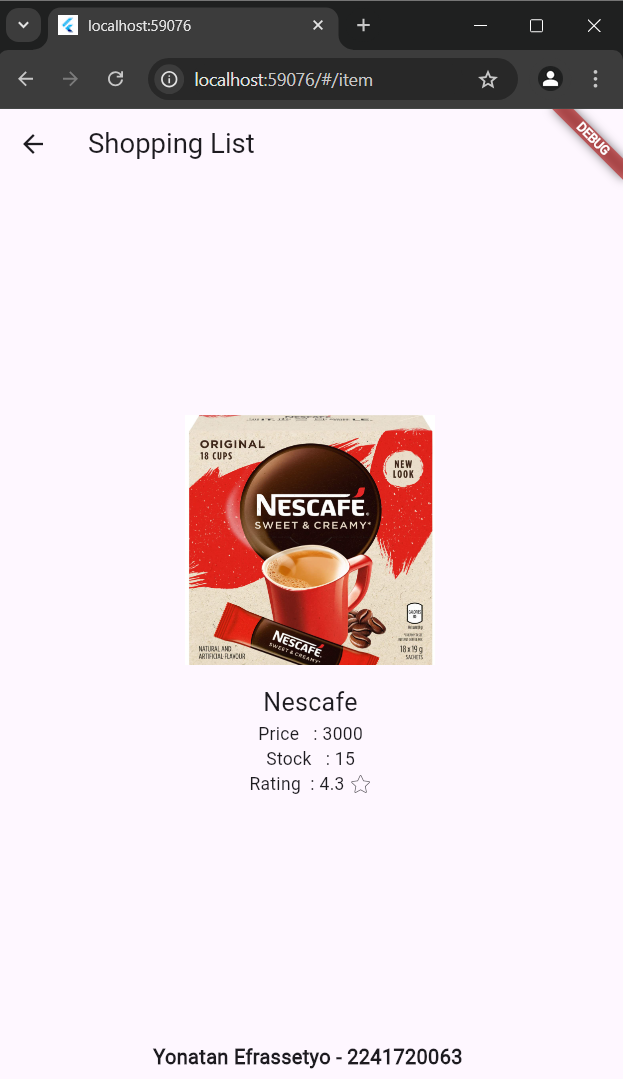 localhost:59076
localhost:59076/#/item
Shopping List
DEBUG
ORIGINAL
18 CUPS
NEW
LOOK
NESCAFÉ.
SWEET & CREAMY*
NESCAFÉ.
SWEET & CREAMY*
NATURAL AND
ARTIFICIAL FLAVOUR
18 x 19 g
SACHETS
Nescafe
Price : 3000
Stock : 15
Rating : 4.3
Yonatan Efrassetyo - 2241720063